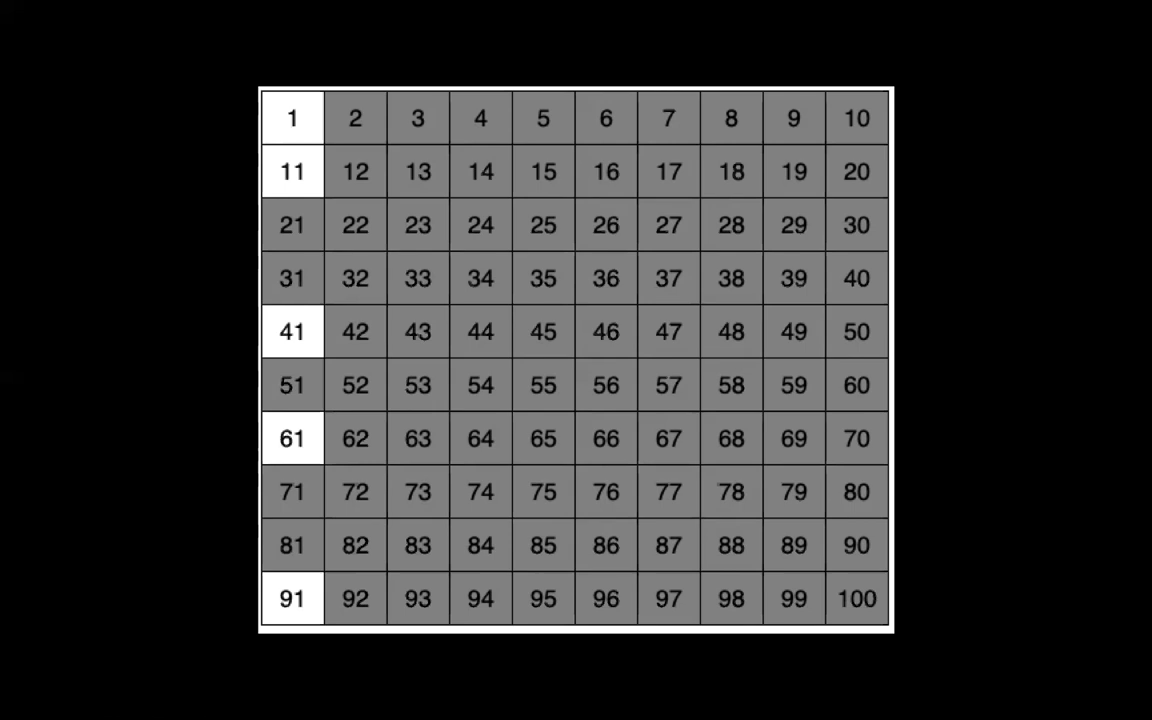 1 2 3 4 5 6 7 8 9 10
11 12 13 14 15 16 17 18 19 20
21 22 23 24 25 26 27 28 29 30
31 32 33 34 35 36 37 38 39 40
41 42 43 44 45 46 47 48 49 50
51 52 53 54 55 56 57 58 59 60
61 62 63 64 65 66 67 68 69 70
71 72 73 74 75 76 77 78 79 80
81 82 83 84 85 86 87 88 89 90
91 92 93 94 95 96 97 98 99 100